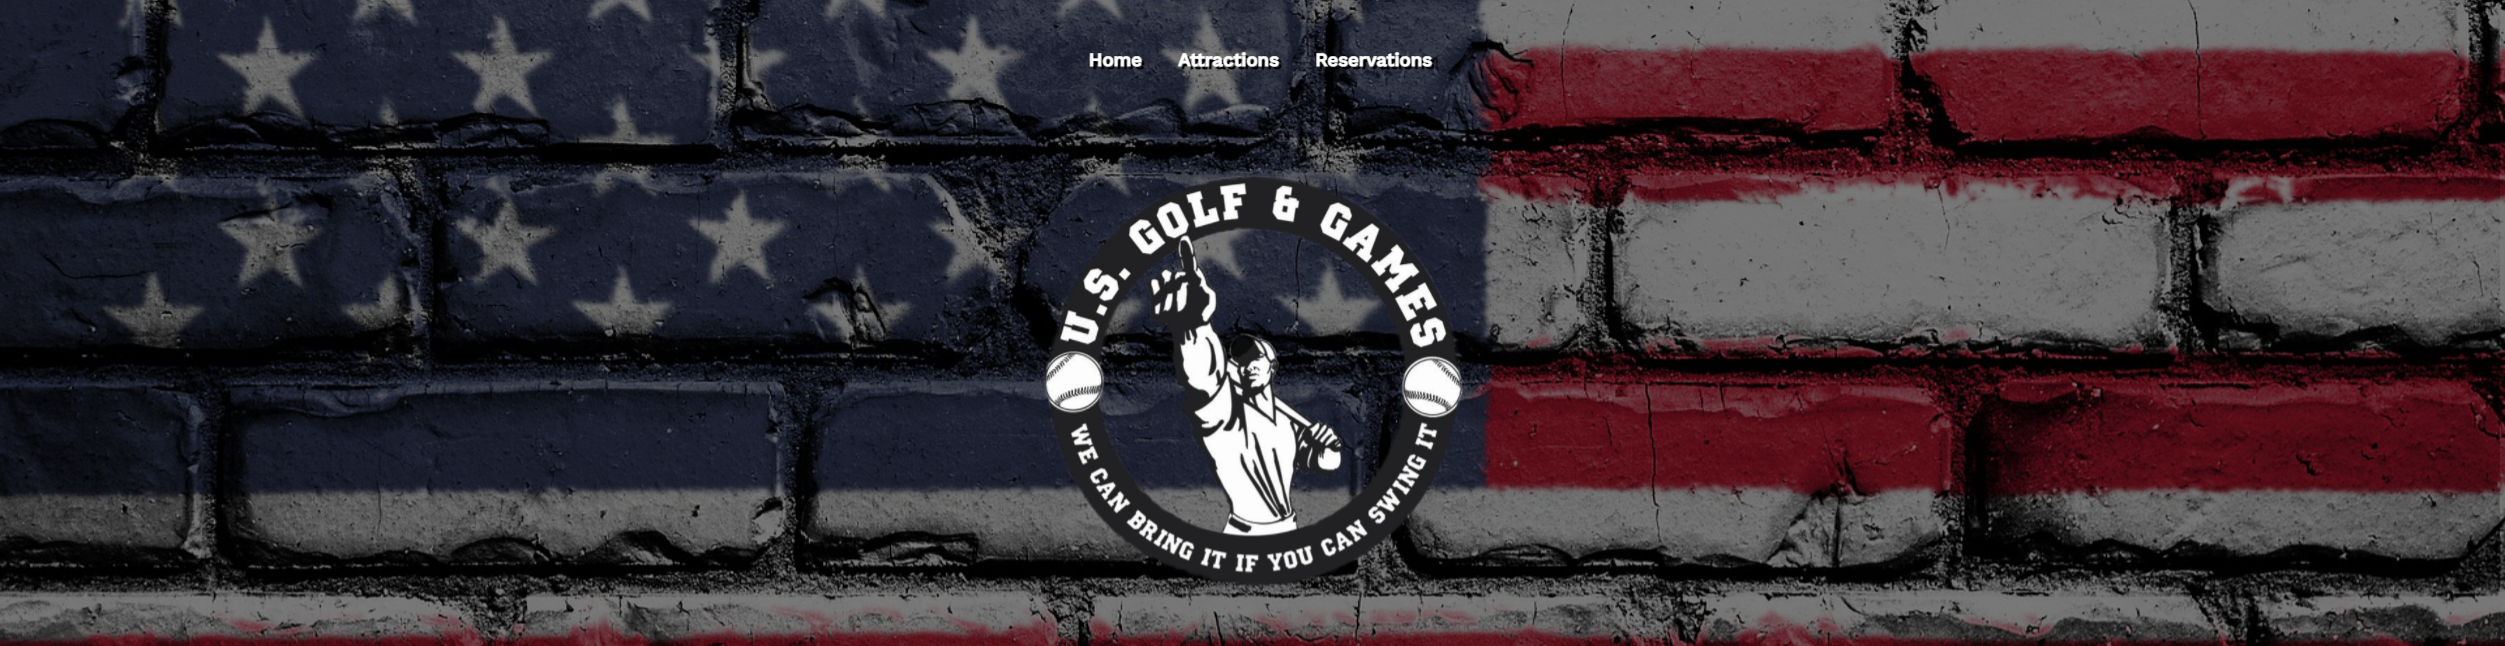 Home Attractions Reservations
U.S. GOLF & GAMES
WE CAN BRING IT IF YOU CAN SWING IT